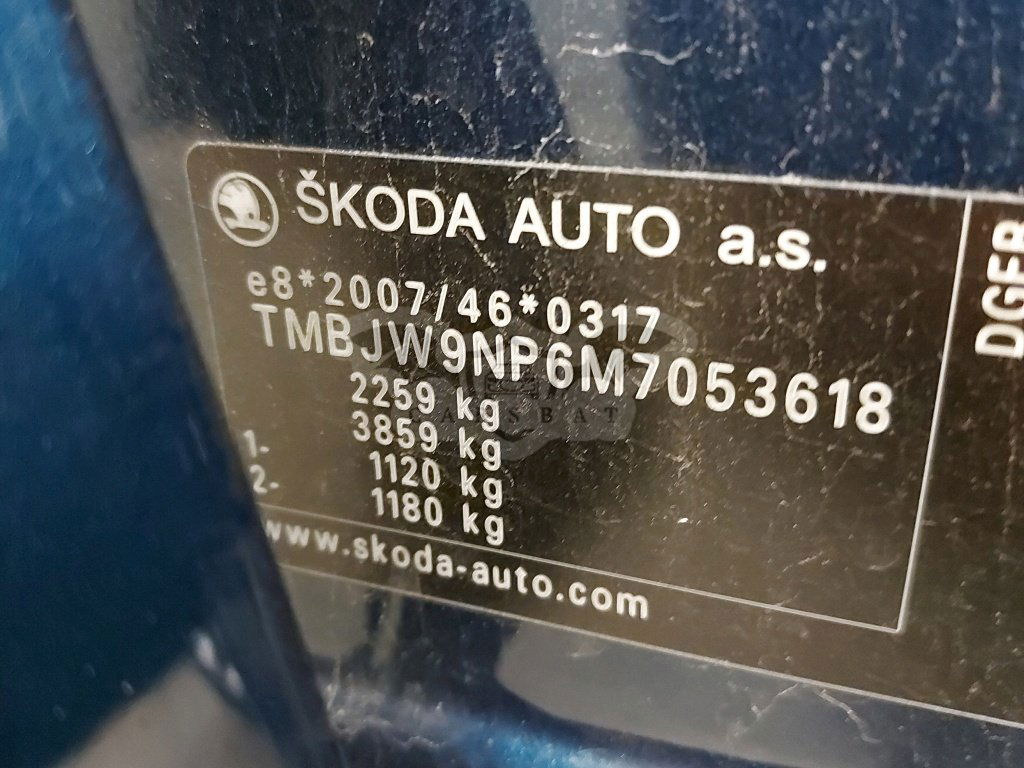 ŠKODA AUTO a.s.
e8*2007/46*0317
TMBJW9NP6M7053618
2259 kg
3859 kg
1- 1120 kg
2- 1180 kg
www.skoda-auto.com
DGEB
CARSBAT